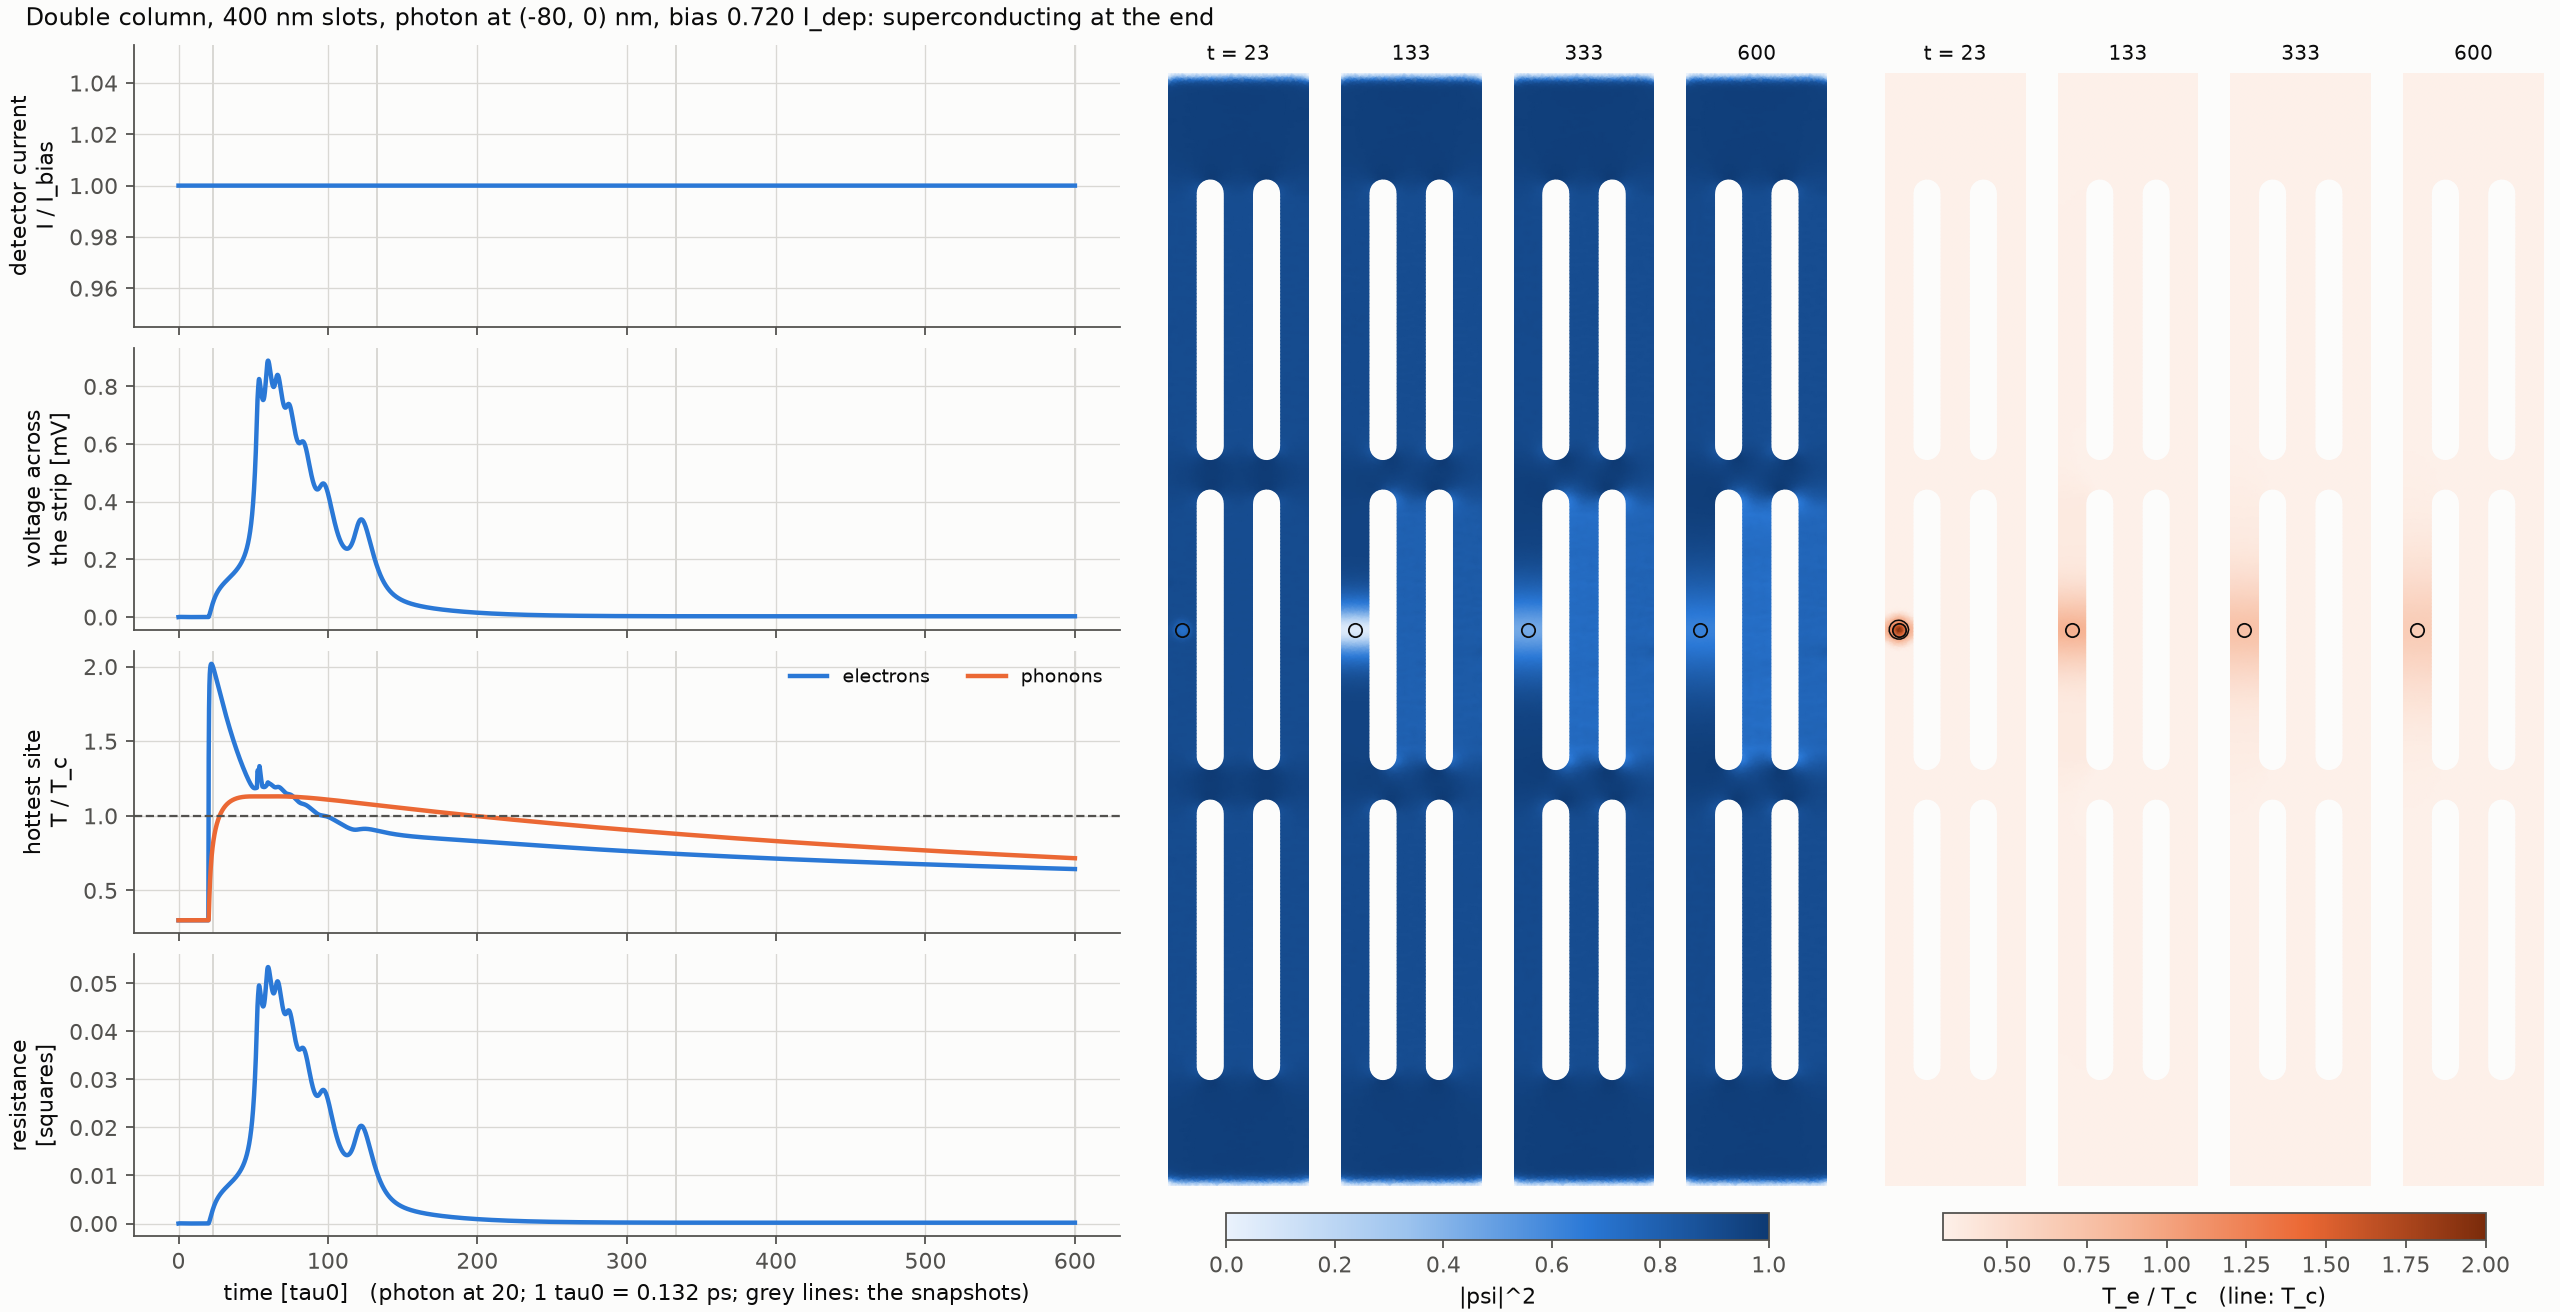 Double column, 400 nm slots, photon at (-80, 0) nm, bias 0.720 I_dep: superconducting at the end
detector current
I / I_bias
1.04
1.02
1.00
0.98
0.96
voltage across
the strip [mV]
0.8
0.6
0.4
0.2
0.0
hottest site
T / T_c
2.0
1.5
1.0
0.5
electrons
phonons
resistance
[squares]
0.05
0.04
0.03
0.02
0.01
0.00
0 100 200 300 400 500 600
time [tau0]   (photon at 20; 1 tau0 = 0.132 ps; grey lines: the snapshots)
t = 23 133 333 600
0.0 0.2 0.4 0.6 0.8 1.0
|psi|^2
t = 23 133 333 600
0.50 0.75 1.00 1.25 1.50 1.75 2.00
T_e / T_c   (line: T_c)